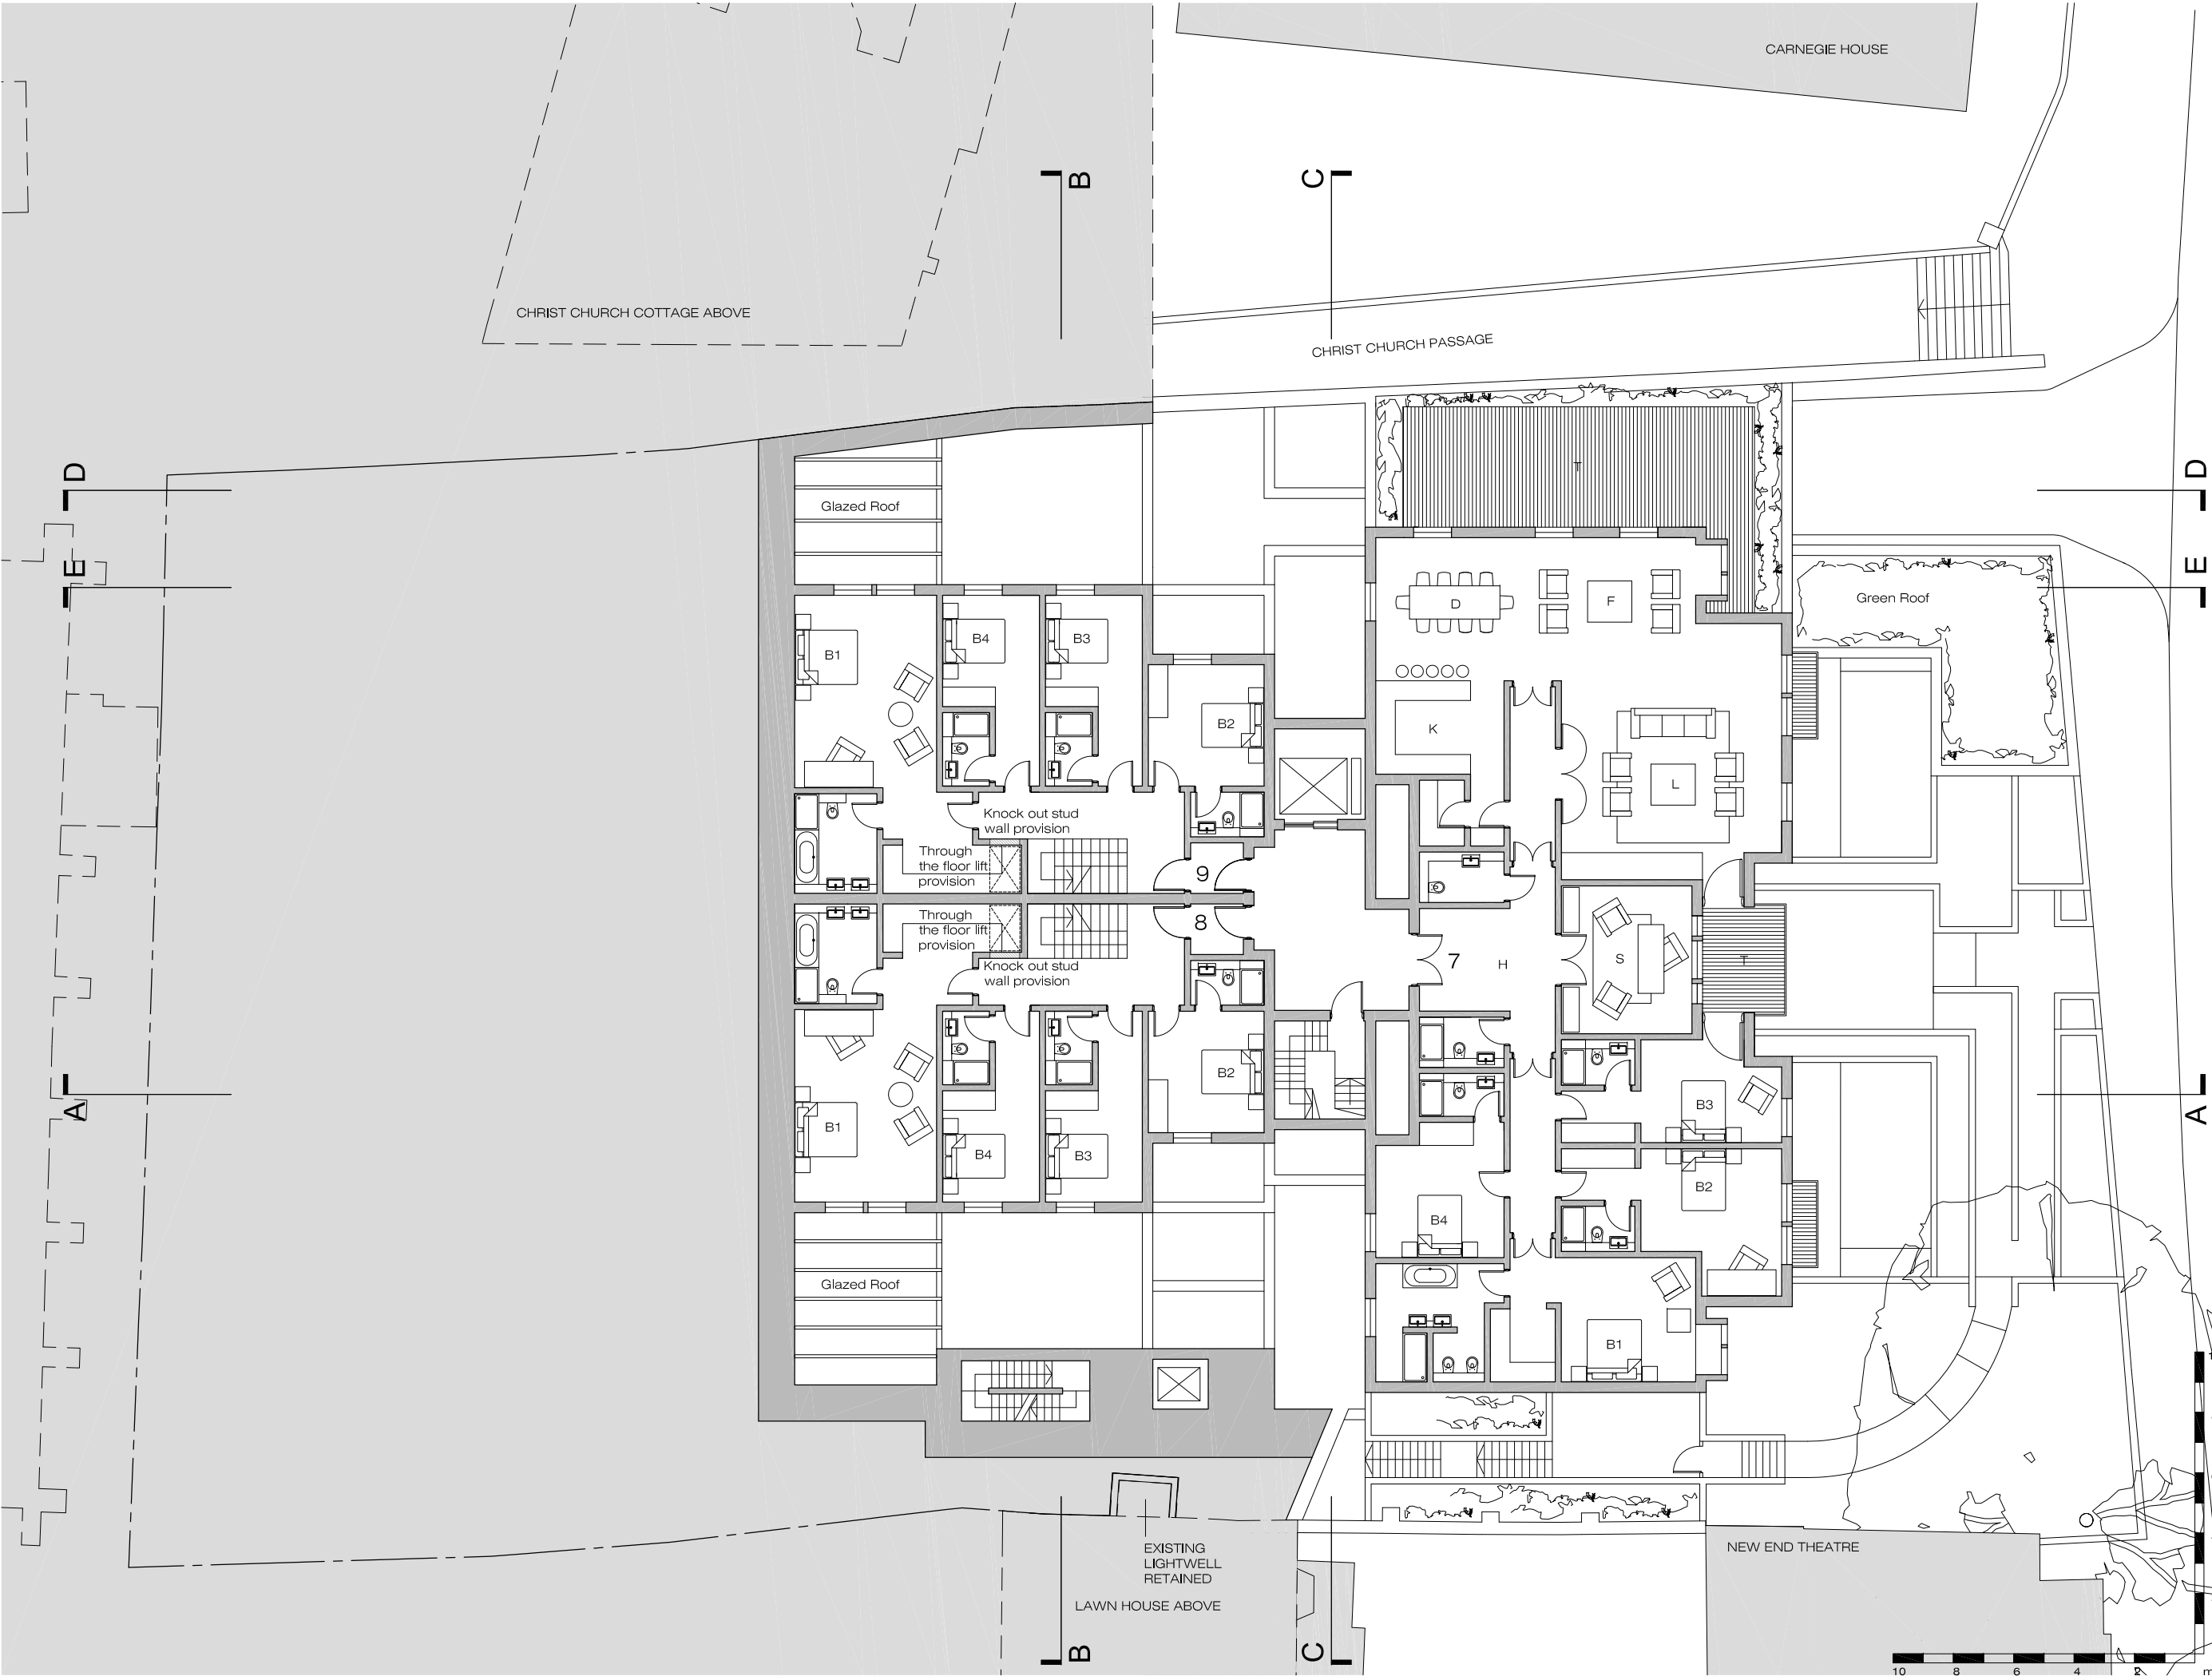 CARNEGIE HOUSE
B
C
CHRIST CHURCH COTTAGE ABOVE
CHRIST CHURCH PASSAGE
D
D
T
Glazed Roof
E
E
D
F
Green Roof
B1
B4
B3
B2
K
L
Knock out stud
wall provision
Through
the floor lift
provision
9
8
Through
the floor lift
provision
Knock out stud
wall provision
7
H
S
T
A
A
B1
B4
B3
B2
B3
B2
B4
Glazed Roof
B1
EXISTING
LIGHTWELL
RETAINED
LAWN HOUSE ABOVE
NEW END THEATRE
B
C
10
8
6
4
2
m